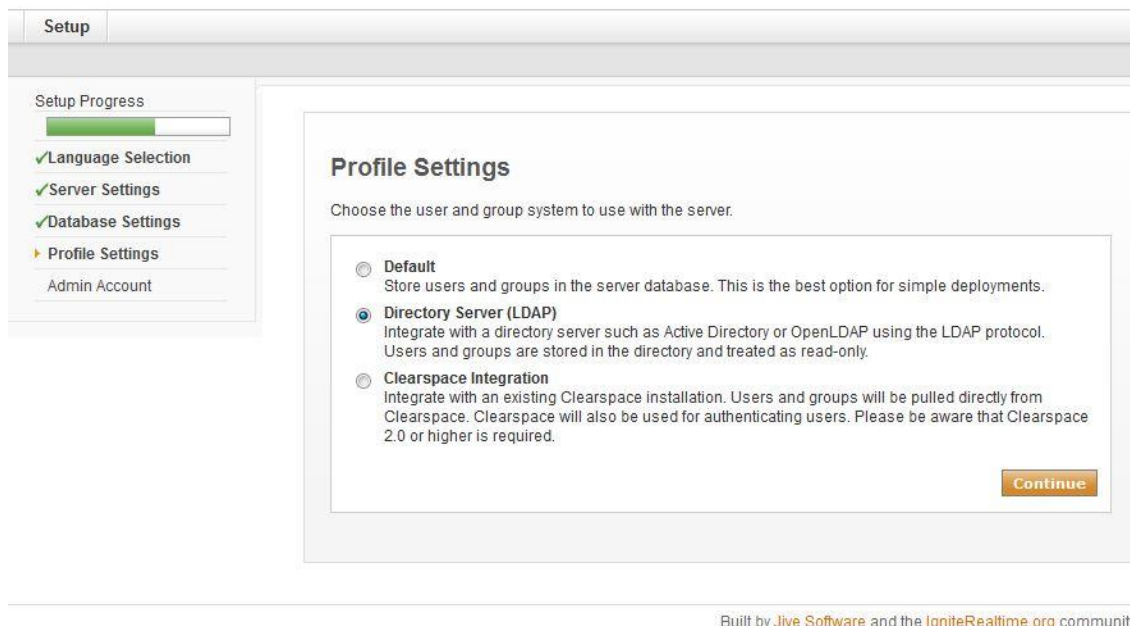 Setup
Setup Progress
✓Language Selection
✓Server Settings
✓Database Settings
Profile Settings
Admin Account
Profile Settings
Choose the user and group system to use with the server.
Default
Store users and groups in the server database. This is the best option for simple deployments.
Directory Server (LDAP)
Integrate with a directory server such as Active Directory or OpenLDAP using the LDAP protocol.
Users and groups are stored in the directory and treated as read-only.
Clearspace Integration
Integrate with an existing Clearspace installation. Users and groups will be pulled directly from
Clearspace. Clearspace will also be used for authenticating users. Please be aware that Clearspace
2.0 or higher is required.
Continue
Built by Jive Software and the IgniteRealtime.org communit